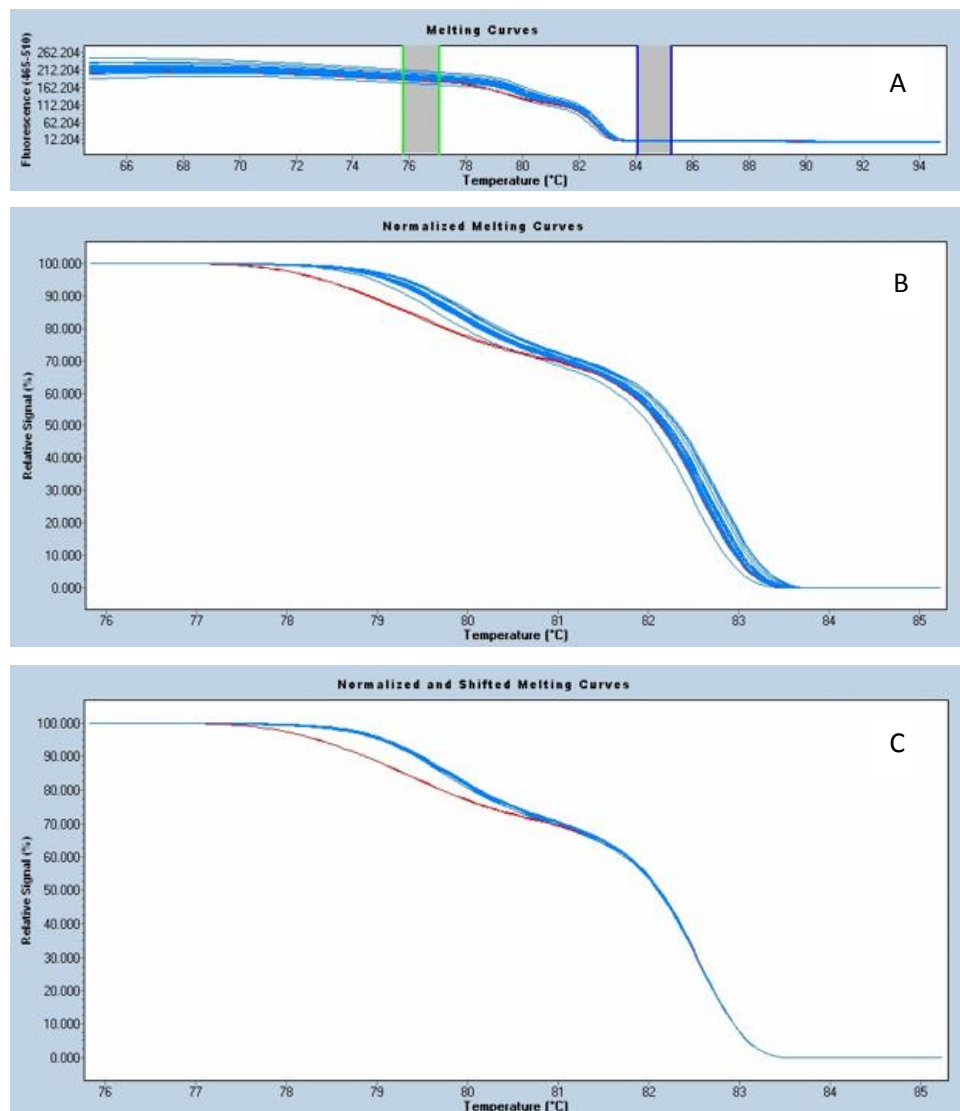 Melting Curves
Fluorescence (465-510)
262.204
212.204
162.204
112.204
62.204
12.204
A
66 68 70 72 74 76 78 80 82 84 86 88 90 92 94
Temperature (°C)
Normalized Melting Curves
Relative Signal (%)
100.000
90.000
80.000
70.000
60.000
50.000
40.000
30.000
20.000
10.000
0.000
B
76 77 78 79 80 81 82 83 84 85
Temperature (°C)
Normalized and Shifted Melting Curves
Relative Signal (%)
100.000
90.000
80.000
70.000
60.000
50.000
40.000
30.000
20.000
10.000
0.000
C
76 77 78 79 80 81 82 83 84 85
Temperature (°C)